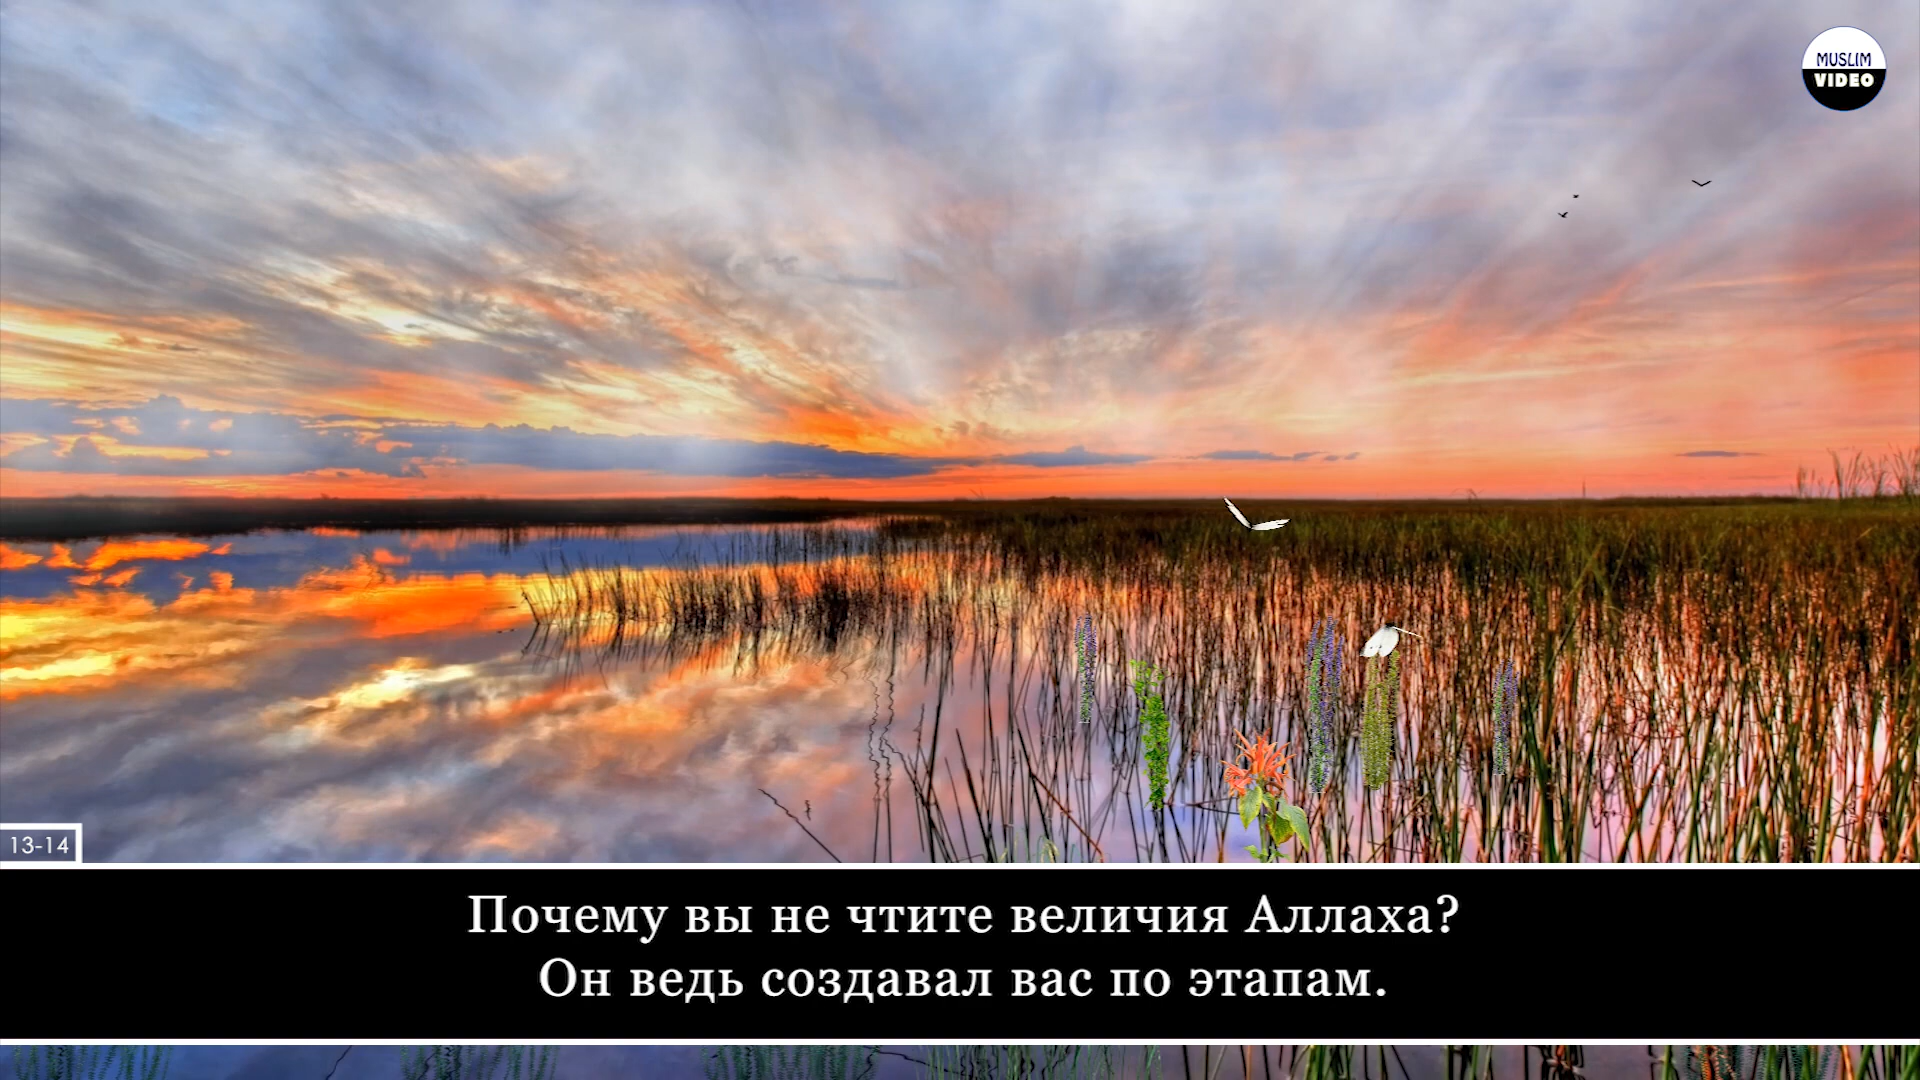 MUSLIM
VIDEO
13-14
Почему вы не чтите величия Аллаха?
Он ведь создавал вас по этапам.